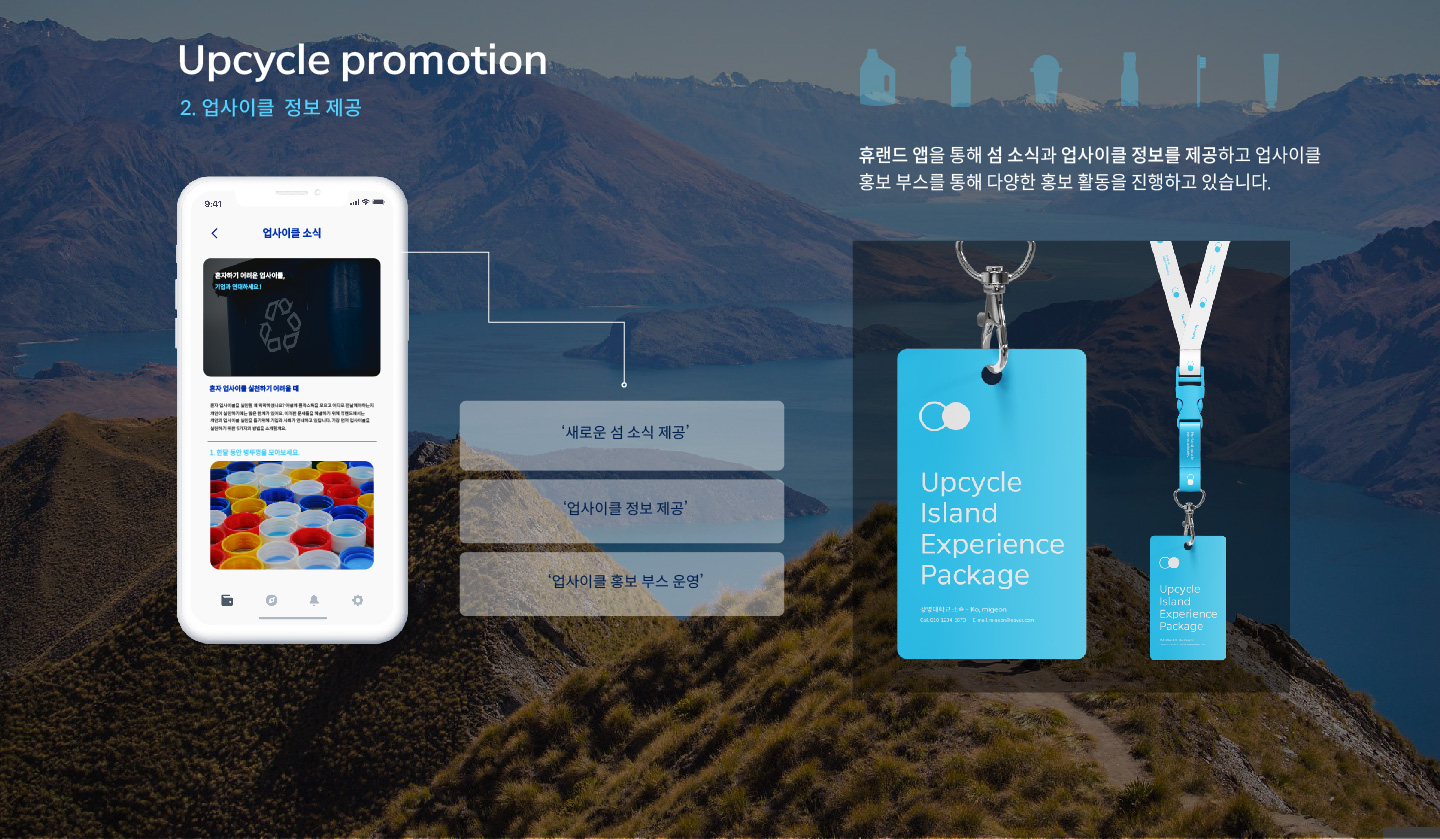 Upcycle promotion
2. 업사이클 정보 제공
휴랜드 앱을 통해 섬 소식과 업사이클 정보를 제공하고 업사이클
홍보 부스를 통해 다양한 홍보 활동을 진행하고 있습니다.
9:41
업사이클 소식
혼자하기 어려운 업사이클,
기업과 연대하세요!
혼자 업사이클 실천하기 어려울 때
1. 한달 동안 병뚜껑을 모아보세요.
‘새로운 섬 소식 제공’
‘업사이클 정보 제공’
‘업사이클 홍보 부스 운영’
Upcycle
Island
Experience
Package
Ko, migeon
Upcycle
Island
Experience
Package